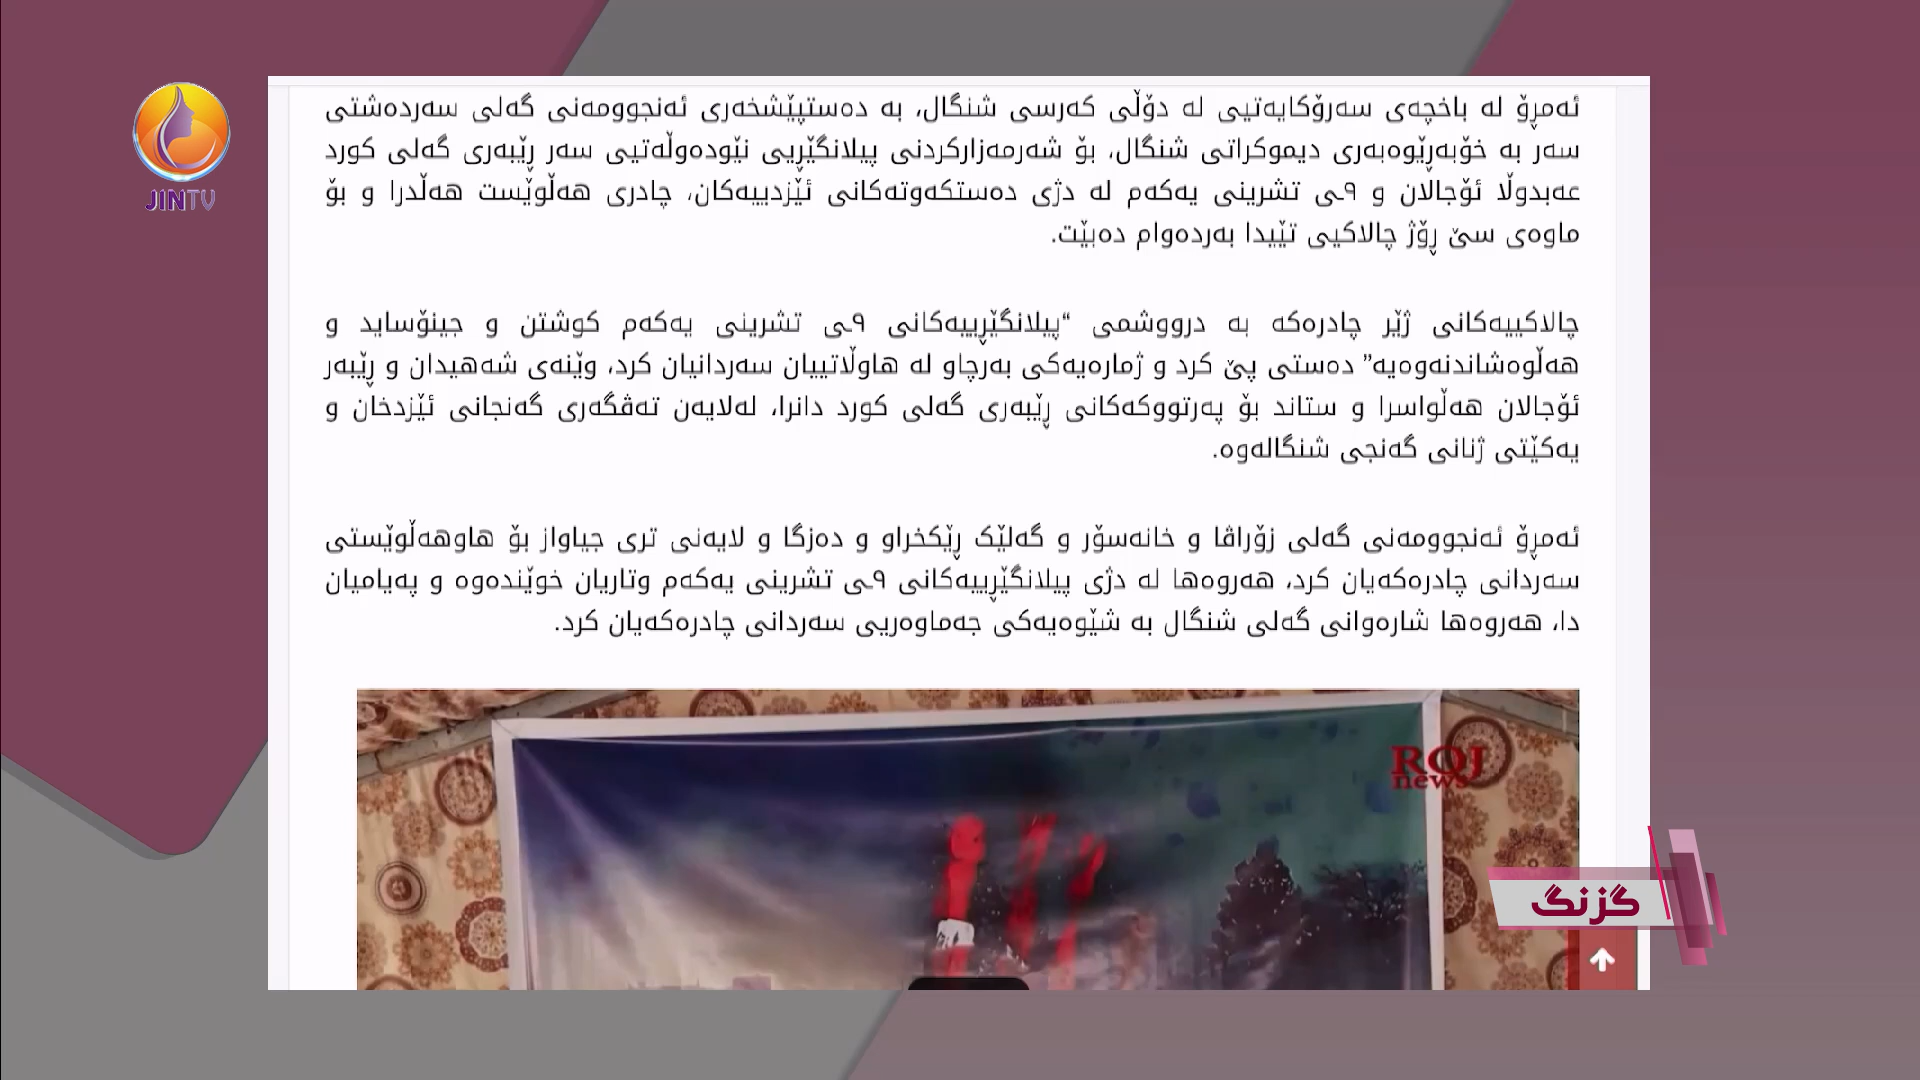 JINTV
ئەمڕۆ لە باخچەی سەرۆکایەتیی لە دۆڵی کەرسی شنگال، بە دەستپێشخەری ئەنجوومەنی گەلی سەردەشتی
سەر بە خۆبەڕێوەبەری دیموکراتی شنگال، بۆ شەرمەزارکردنی پیلانگێڕیی نێودەوڵەتیی سەر ڕێبەری گەلی کورد
عەبدوڵا ئۆجالان و ٩ـی تشرینی یەکەم لە دژی دەستکەوتەکانی ئێزدییەکان، چادری هەڵوێست هەڵدرا و بۆ
ماوەی سێ ڕۆژ چالاکیی تێیدا بەردەوام دەبێت.
چالاکییەکانی ژێر چادرەکە بە درووشمی “پیلانگێڕییەکانی ٩ـی تشرینی یەکەم کوشتن و جینۆساید و
هەڵوەشاندنەوەیە” دەستی پێ کرد و ژمارەیەکی بەرچاو لە هاوڵاتییان سەردانیان کرد، وێنەی شەهیدان و ڕێبەر
ئۆجالان هەڵواسرا و ستاند بۆ پەرتووکەکانی ڕێبەری گەلی کورد دانرا، لەلایەن تەڤگەری گەنجانی ئێزدخان و
یەکێتی ژنانی گەنجی شنگالەوە.
ئەمڕۆ ئەنجوومەنی گەلی زۆراڤا و خانەسۆر و گەلێک ڕێکخراو و دەزگا و لایەنی تری جیاواز بۆ هاوهەڵوێستی
سەردانی چادرەکەیان کرد، هەروەها لە دژی پیلانگێڕییەکانی ٩ـی تشرینی یەکەم وتاریان خوێندەوە و پەیامیان
دا، هەروەها شارەوانی گەلی شنگال بە شێوەیەکی جەماوەریی سەردانی چادرەکەیان کرد.
ROJ
news
گزنگ